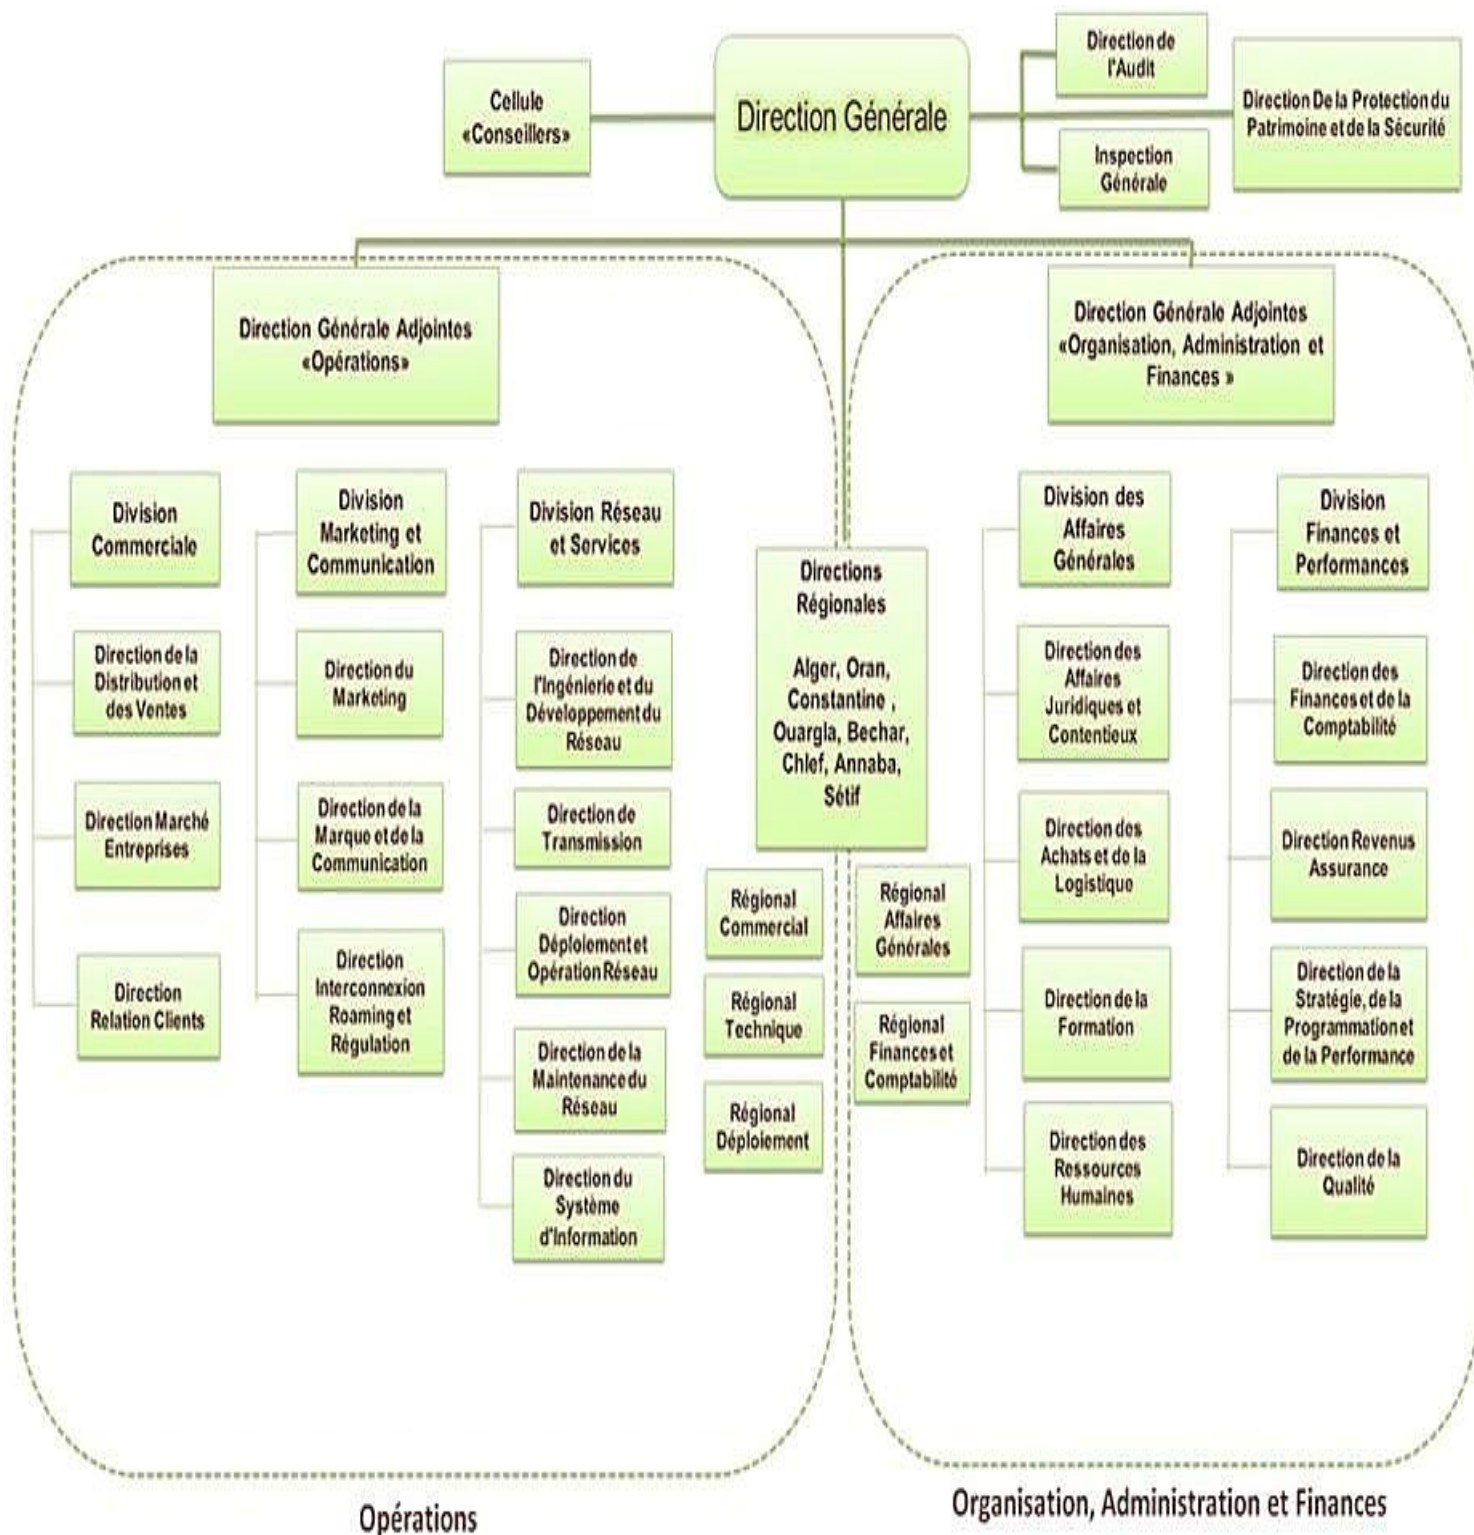 Cellule
«Conseillers»
Direction Générale
Direction de
l'Audit
Inspection
Générale
Direction De la Protection du
Patrimoine et de la Sécurité
Direction Générale Adjointes
«Opérations»
Direction Générale Adjointes
«Organisation, Administration et
Finances »
Division
Commerciale
Direction de la
Distribution et
des Ventes
Direction Marché
Entreprises
Direction
Relation Clients
Division
Marketing et
Communication
Direction du
Marketing
Direction de la
Marque et de la
Communication
Direction
Interconnexion
Roaming et
Régulation
Division Réseau
et Services
Direction de
l'Ingénierie et du
Développement du
Réseau
Direction de
Transmission
Direction
Déploiement et
Opération Réseau
Direction de la
Maintenance du
Réseau
Direction du
Système
d'Information
Directions
Régionales
Alger, Oran,
Constantine ,
Ouargla, Bechar,
Chlef, Annaba,
Sétif
Régional
Commercial
Régional
Technique
Régional
Déploiement
Régional
Affaires
Générales
Régional
Finances et
Comptabilité
Division des
Affaires
Générales
Direction des
Affaires
Juridiques et
Contentieux
Direction des
Achats et de la
Logistique
Direction de la
Formation
Direction des
Ressources
Humaines
Division
Finances et
Performances
Direction des
Finances et de la
Comptabilité
Direction Revenus
Assurance
Direction de la
Stratégie, de la
Programmation et
de la Performance
Direction de la
Qualité
Opérations
Organisation, Administration et Finances